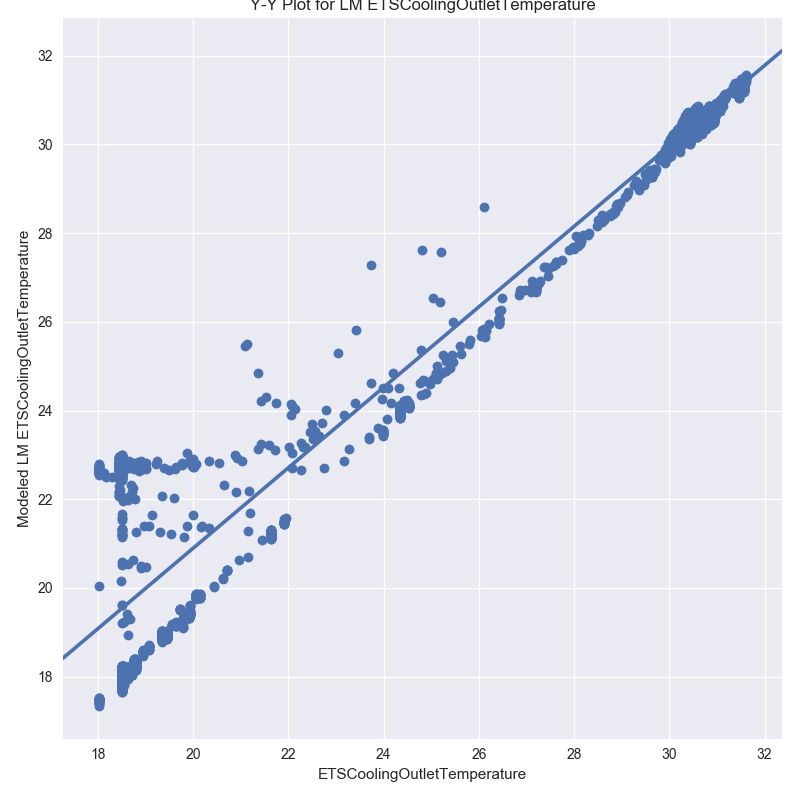 Y-Y Plot for LM ETSCoolingOutletTemperature
32
30
28
26
24
22
20
18
Modeled LM ETSCoolingOutletTemperature
18 20 22 24 26 28 30 32
ETSCoolingOutletTemperature